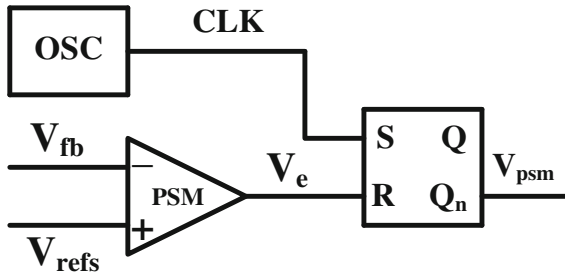 CLK
OSC
V_fb
−
PSM
+
V_refs
V_e
S Q
R Q_n
V_psm